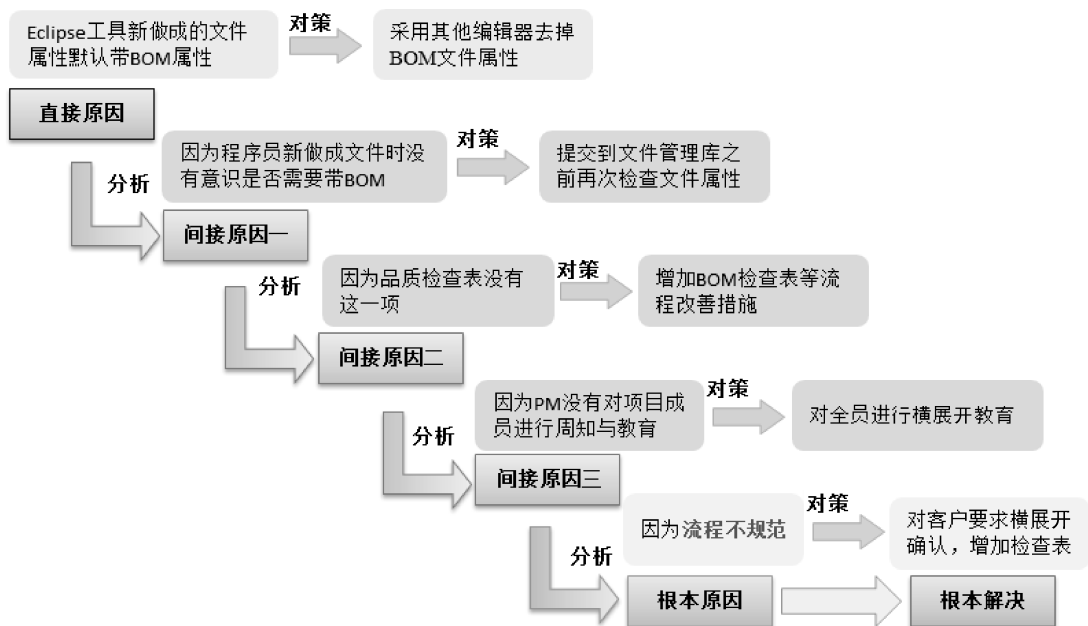 Eclipse工具新做成的文件
属性默认带BOM属性
对策
采用其他编辑器去掉
BOM文件属性
直接原因
分析
因为程序员新做成文件时没
有意识是否需要带BOM
对策
提交到文件管理库之
前再次检查文件属性
间接原因一
分析
因为品质检查表没有
这一项
对策
增加BOM检查表等流
程改善措施
间接原因二
分析
因为PM没有对项目成
员进行周知与教育
对策
对全员进行横展开教育
间接原因三
分析
因为流程不规范
对策
对客户要求横展开
确认，增加检查表
根本原因
根本解决